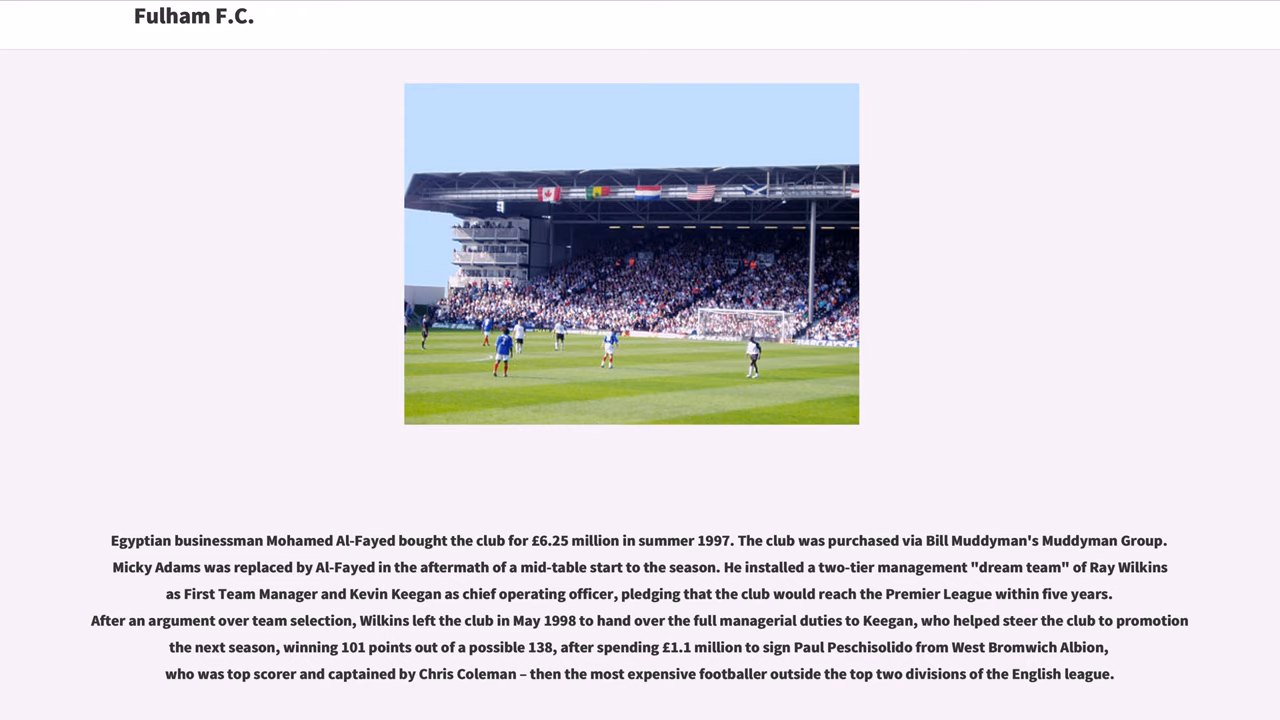 Fulham F.C.
Egyptian businessman Mohamed Al-Fayed bought the club for £6.25 million in summer 1997. The club was purchased via Bill Muddyman's Muddyman Group.
Micky Adams was replaced by Al-Fayed in the aftermath of a mid-table start to the season. He installed a two-tier management "dream team" of Ray Wilkins
as First Team Manager and Kevin Keegan as chief operating officer, pledging that the club would reach the Premier League within five years.
After an argument over team selection, Wilkins left the club in May 1998 to hand over the full managerial duties to Keegan, who helped steer the club to promotion
the next season, winning 101 points out of a possible 138, after spending £1.1 million to sign Paul Peschisolido from West Bromwich Albion,
who was top scorer and captained by Chris Coleman – then the most expensive footballer outside the top two divisions of the English league.